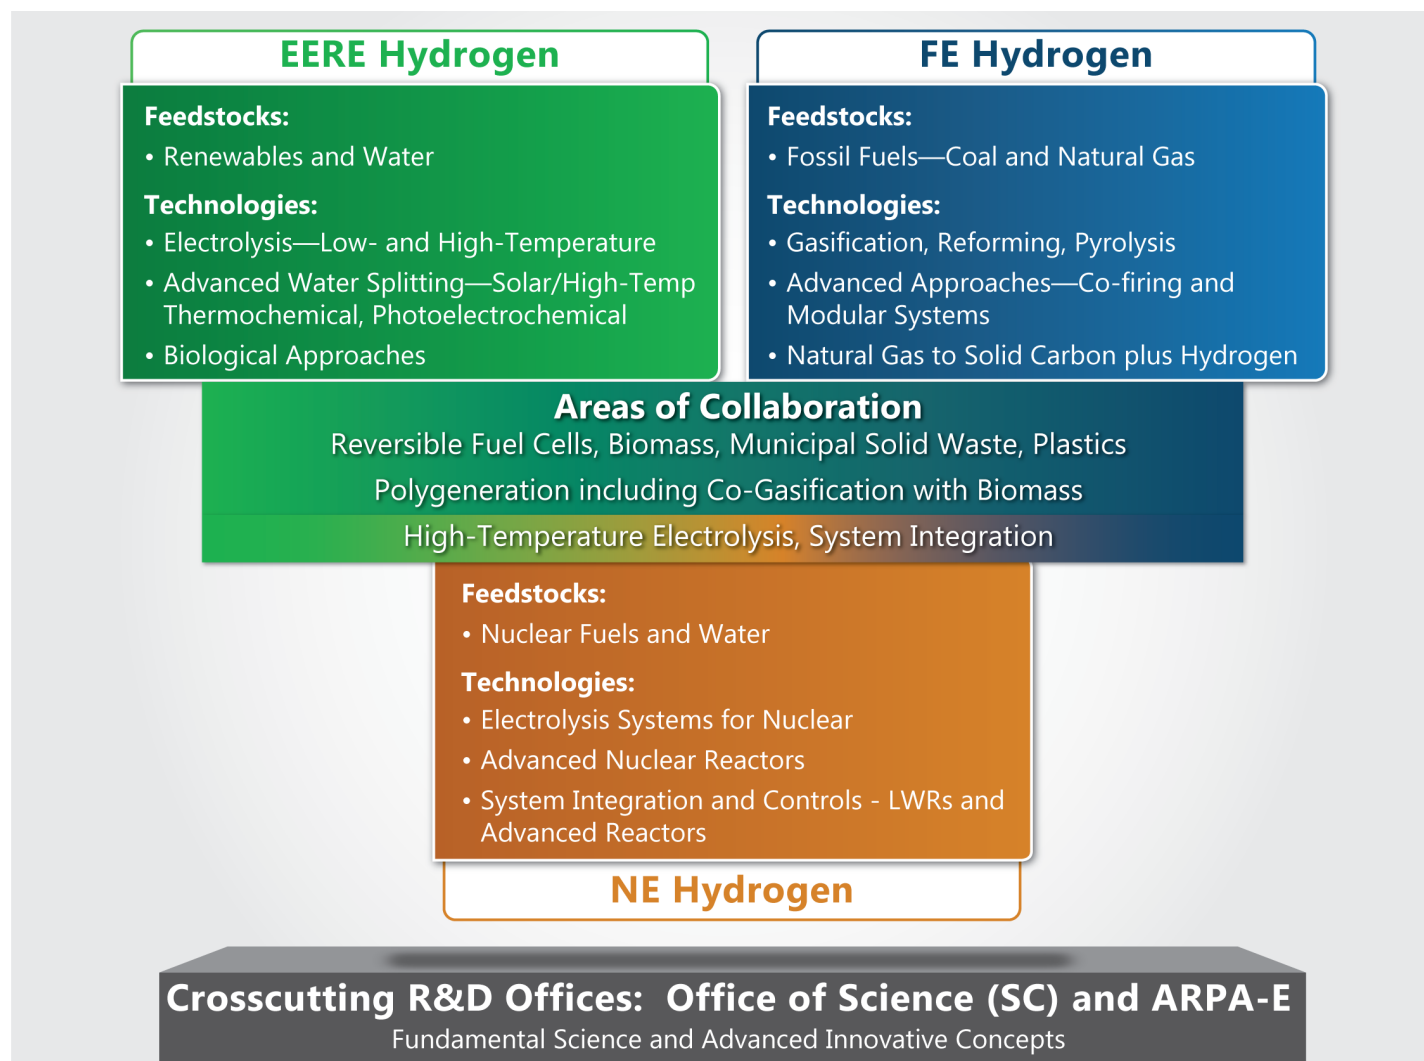 EERE Hydrogen
Feedstocks:
• Renewables and Water
Technologies:
• Electrolysis—Low- and High-Temperature
• Advanced Water Splitting—Solar/High-Temp
Thermochemical, Photoelectrochemical
• Biological Approaches
FE Hydrogen
Feedstocks:
• Fossil Fuels—Coal and Natural Gas
Technologies:
• Gasification, Reforming, Pyrolysis
• Advanced Approaches—Co-firing and
Modular Systems
• Natural Gas to Solid Carbon plus Hydrogen
Areas of Collaboration
Reversible Fuel Cells, Biomass, Municipal Solid Waste, Plastics
Polygeneration including Co-Gasification with Biomass
High-Temperature Electrolysis, System Integration
Feedstocks:
• Nuclear Fuels and Water
Technologies:
• Electrolysis Systems for Nuclear
• Advanced Nuclear Reactors
• System Integration and Controls - LWRs and
Advanced Reactors
NE Hydrogen
Crosscutting R&D Offices:  Office of Science (SC) and ARPA-E
Fundamental Science and Advanced Innovative Concepts